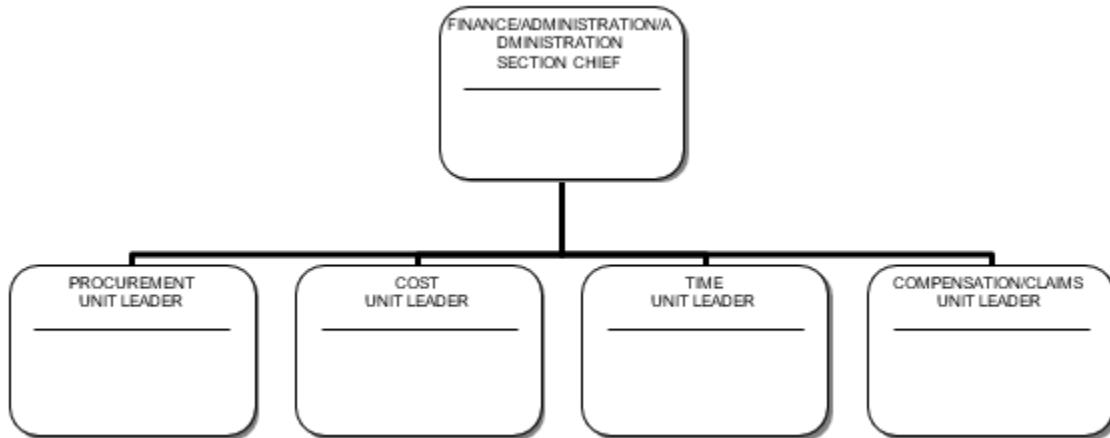 FINANCE/ADMINISTRATION/A
DMINISTRATION
SECTION CHIEF
PROCUREMENT
UNIT LEADER
COST
UNIT LEADER
TIME
UNIT LEADER
COMPENSATION/CLAIMS
UNIT LEADER